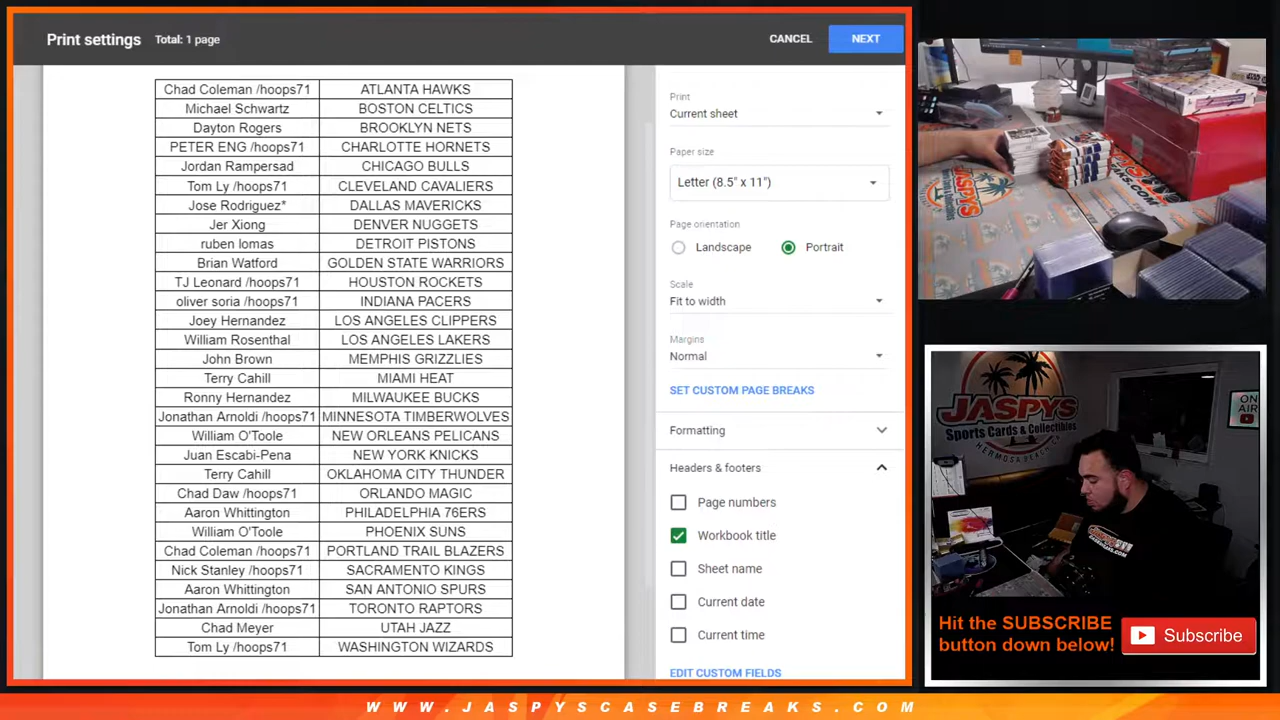 Print settings Total: 1 page CANCEL NEXT
Chad Coleman /hoops71 ATLANTA HAWKS
Michael Schwartz BOSTON CELTICS
Dayton Rogers BROOKLYN NETS
PETER ENG /hoops71 CHARLOTTE HORNETS
Jordan Rampersad CHICAGO BULLS
Tom Ly /hoops71 CLEVELAND CAVALIERS
Jose Rodriguez* DALLAS MAVERICKS
Jer Xiong DENVER NUGGETS
ruben lomas DETROIT PISTONS
Brian Watford GOLDEN STATE WARRIORS
TJ Leonard /hoops71 HOUSTON ROCKETS
oliver soria /hoops71 INDIANA PACERS
Joey Hernandez LOS ANGELES CLIPPERS
William Rosenthal LOS ANGELES LAKERS
John Brown MEMPHIS GRIZZLIES
Terry Cahill MIAMI HEAT
Ronny Hernandez MILWAUKEE BUCKS
Jonathan Arnoldi /hoops71 MINNESOTA TIMBERWOLVES
William O'Toole NEW ORLEANS PELICANS
Juan Escabi-Pena NEW YORK KNICKS
Terry Cahill OKLAHOMA CITY THUNDER
Chad Daw /hoops71 ORLANDO MAGIC
Aaron Whittington PHILADELPHIA 76ERS
William O'Toole PHOENIX SUNS
Chad Coleman /hoops71 PORTLAND TRAIL BLAZERS
Nick Stanley /hoops71 SACRAMENTO KINGS
Aaron Whittington SAN ANTONIO SPURS
Jonathan Arnoldi /hoops71 TORONTO RAPTORS
Chad Meyer UTAH JAZZ
Tom Ly /hoops71 WASHINGTON WIZARDS
Print
Current sheet
Paper size
Letter (8.5" x 11")
Page orientation
Landscape Portrait
Scale
Fit to width
Margins
Normal
SET CUSTOM PAGE BREAKS
Formatting
Headers & footers
Page numbers
Workbook title
Sheet name
Current date
Current time
EDIT CUSTOM FIELDS
JASPYS
JASPYS
Sports Cards & Collectibles
HERMOSA BEACH CA
ON
AIR
Hit the SUBSCRIBE
button down below!
Subscribe
WWW.JASPYSCASEBREAKS.COM